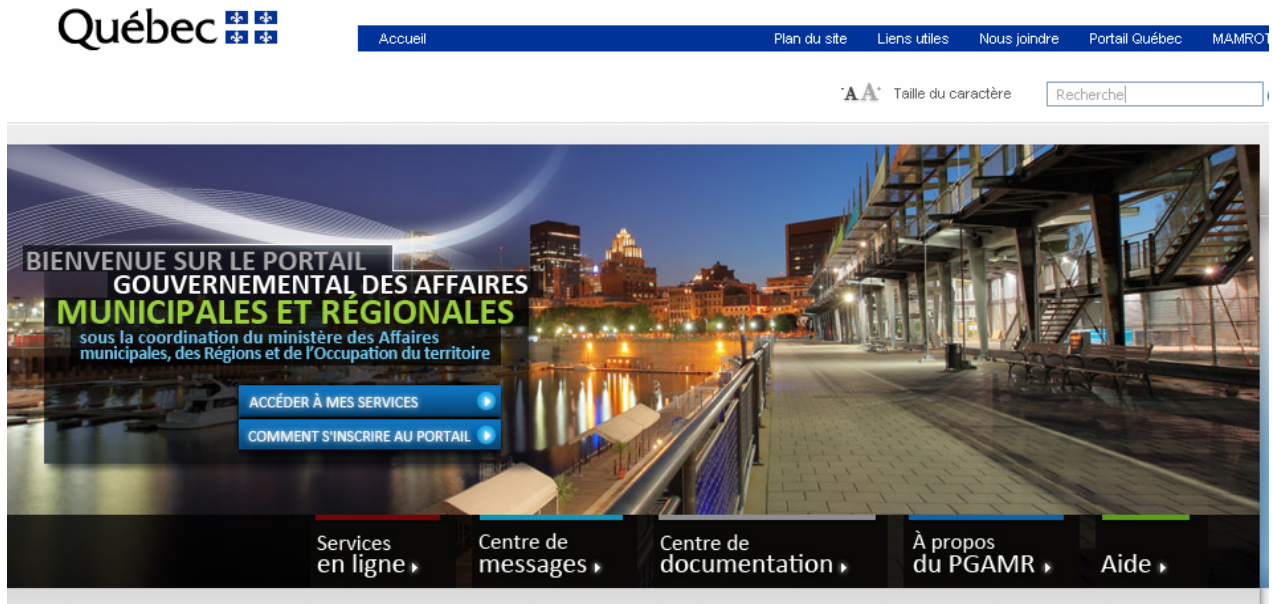 Québec
Accueil Plan du site Liens utiles Nous joindre Portail Québec MAMROT
-A A+ Taille du caractère Recherche
BIENVENUE SUR LE PORTAIL
GOUVERNEMENTAL DES AFFAIRES
MUNICIPALES ET RÉGIONALES
sous la coordination du ministère des Affaires
municipales, des Régions et de l'Occupation du territoire
ACCÉDER À MES SERVICES
COMMENT S'INSCRIRE AU PORTAIL
Services
en ligne
Centre de
messages
Centre de
documentation
À propos
du PGAMR
Aide